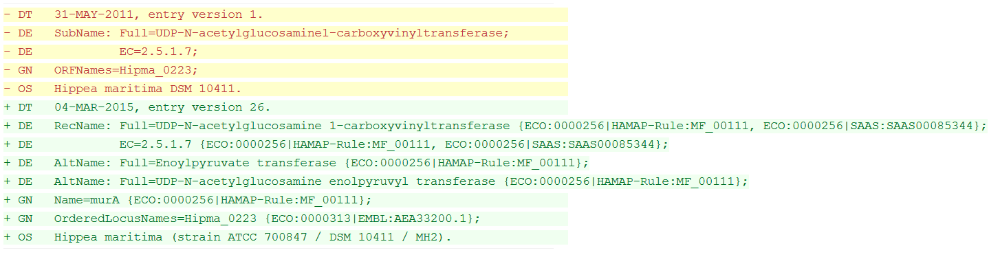 - DT   31-MAY-2011, entry version 1.
- DE   SubName: Full=UDP-N-acetylglucosamine1-carboxyvinyltransferase;
- DE            EC=2.5.1.7;
- GN   ORFNames=Hipma_0223;
- OS   Hippea maritima DSM 10411.
+ DT   04-MAR-2015, entry version 26.
+ DE   RecName: Full=UDP-N-acetylglucosamine 1-carboxyvinyltransferase {ECO:0000256|HAMAP-Rule:MF_00111, ECO:0000256|SAAS:SAAS00085344};
+ DE            EC=2.5.1.7 {ECO:0000256|HAMAP-Rule:MF_00111, ECO:0000256|SAAS:SAAS00085344};
+ DE   AltName: Full=Enoylpyruvate transferase {ECO:0000256|HAMAP-Rule:MF_00111};
+ DE   AltName: Full=UDP-N-acetylglucosamine enolpyruvyl transferase {ECO:0000256|HAMAP-Rule:MF_00111};
+ GN   Name=murA {ECO:0000256|HAMAP-Rule:MF_00111};
+ GN   OrderedLocusNames=Hipma_0223 {ECO:0000313|EMBL:AEA33200.1};
+ OS   Hippea maritima (strain ATCC 700847 / DSM 10411 / MH2).